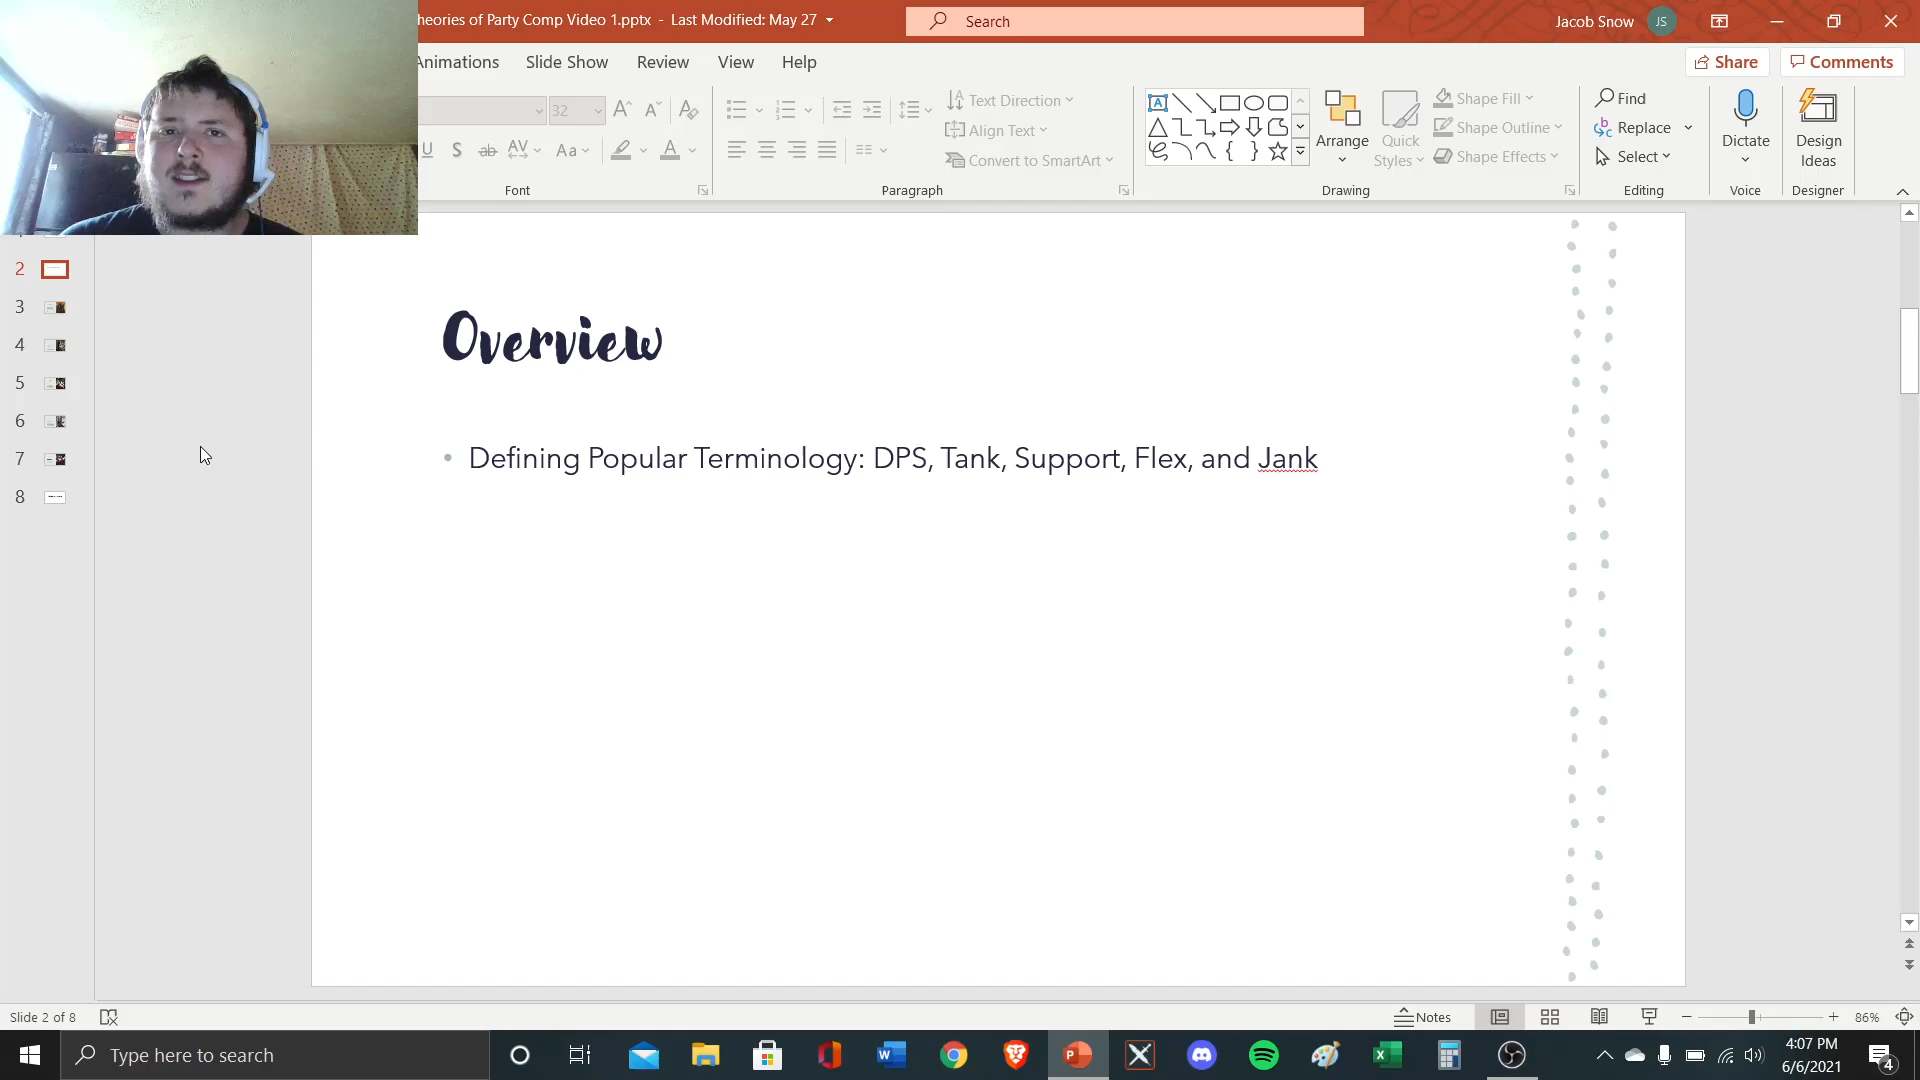 heories of Party Comp Video 1.pptx - Last Modified: May 27
Search
Jacob Snow
JS
Animations
Slide Show
Review
View
Help
Share
Comments
32
Aa
Font
Text Direction
Align Text
Convert to SmartArt
Paragraph
Arrange
Quick Styles
Shape Fill
Shape Outline
Shape Effects
Drawing
Find
Replace
Select
Editing
Dictate
Voice
Design Ideas
Designer
2
3
4
5
6
7
8
Overview
• Defining Popular Terminology: DPS, Tank, Support, Flex, and Jank
Slide 2 of 8
Notes
86%
Type here to search
4:07 PM
6/6/2021
4